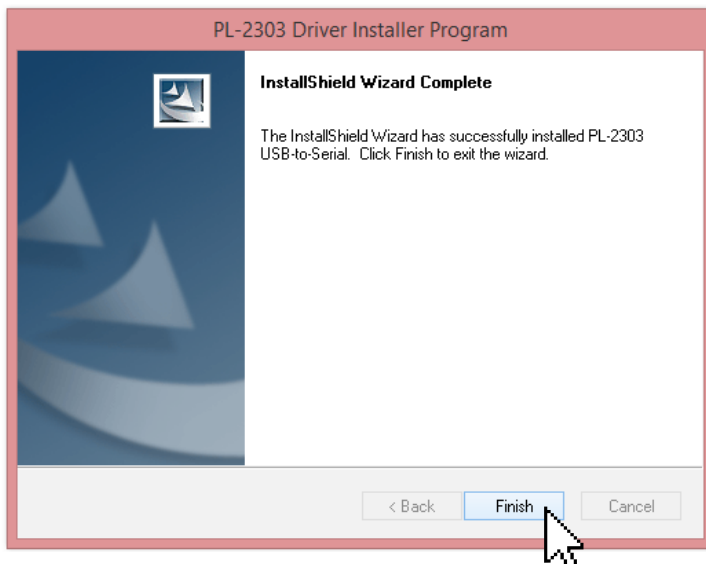 PL-2303 Driver Installer Program
InstallShield Wizard Complete
The InstallShield Wizard has successfully installed PL-2303
USB-to-Serial. Click Finish to exit the wizard.
< Back Finish Cancel